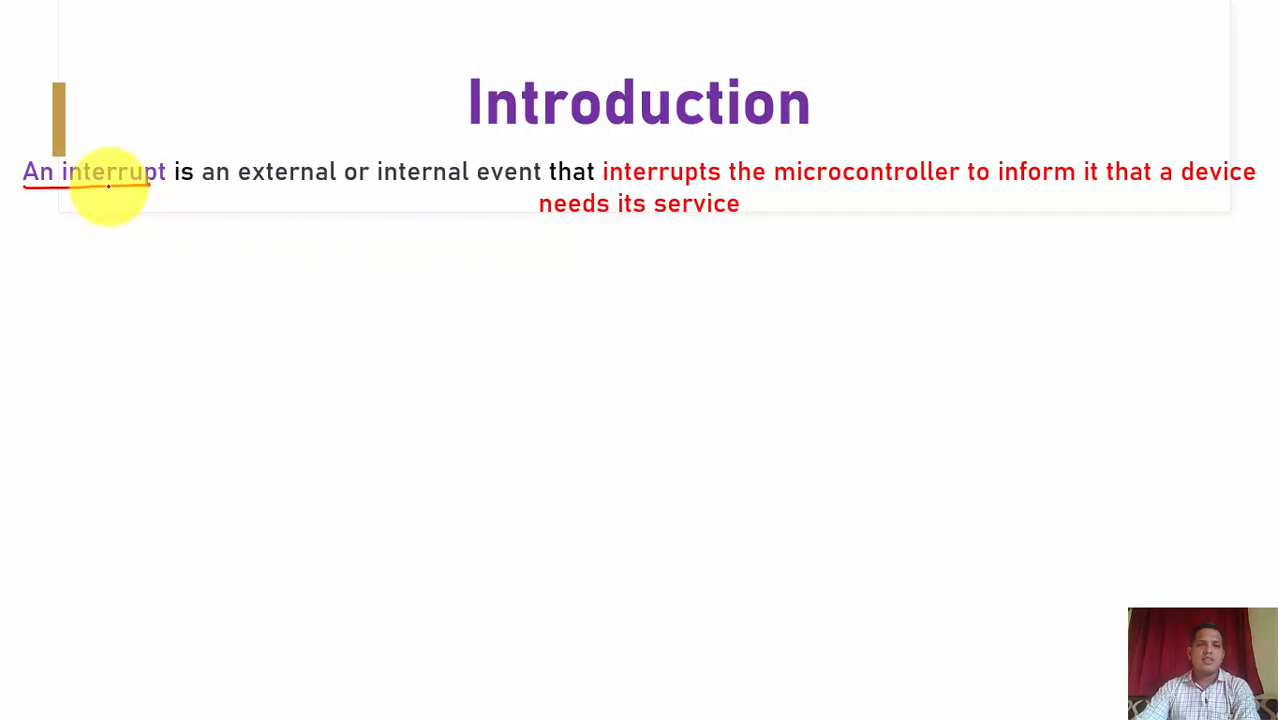 Introduction
An interrupt is an external or internal event that interrupts the microcontroller to inform it that a device
needs its service